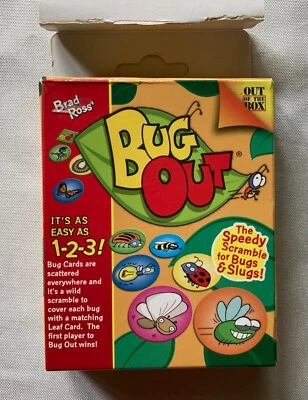 Brad
Ross'
OUT
OF THE
BOX
BUG
OUT®
IT'S AS
EASY AS
1-2-3!
Bug Cards are
scattered
everywhere and
it's a wild
scramble to
cover each bug
with a matching
Leaf Card. The
first player to
Bug Out wins!
The
Speedy
Scramble
for Bugs
& Slugs!